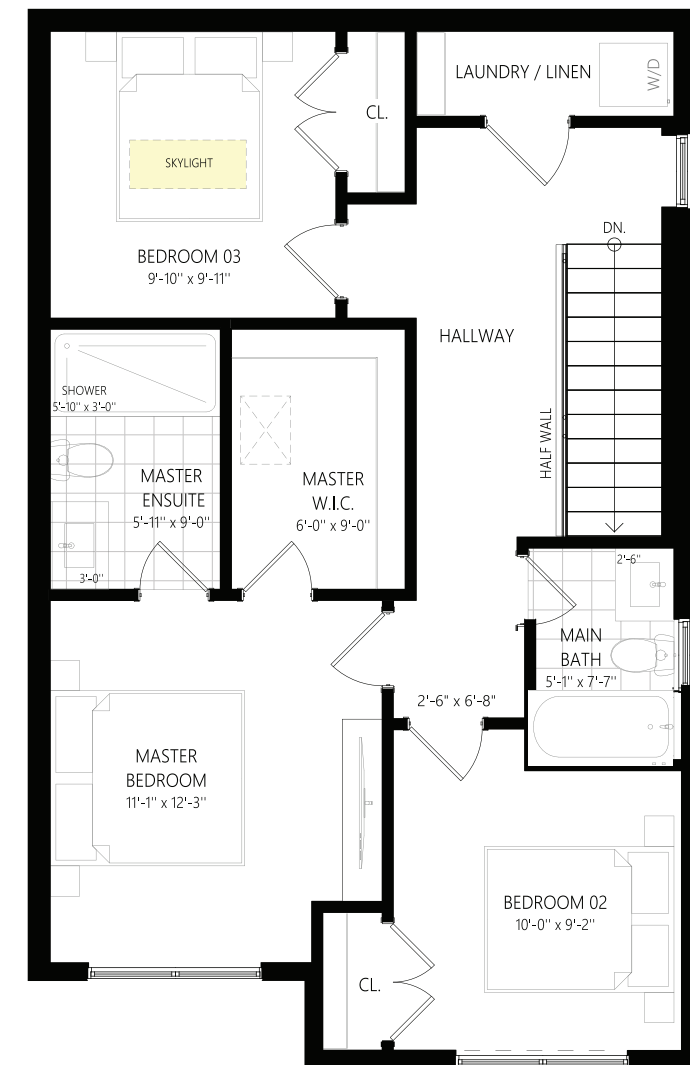 LAUNDRY / LINEN
W/D
CL.
SKYLIGHT
BEDROOM 03
9'-10" x 9'-11"
DN.
HALLWAY
HALF WALL
SHOWER
5'-10" x 3'-0"
MASTER
ENSUITE
5'-11" x 9'-0"
3'-0"
MASTER
W.I.C.
6'-0" x 9'-0"
2'-6"
MAIN
BATH
5'-1" x 7'-7"
2'-6" x 6'-8"
MASTER
BEDROOM
11'-1" x 12'-3"
BEDROOM 02
10'-0" x 9'-2"
CL.